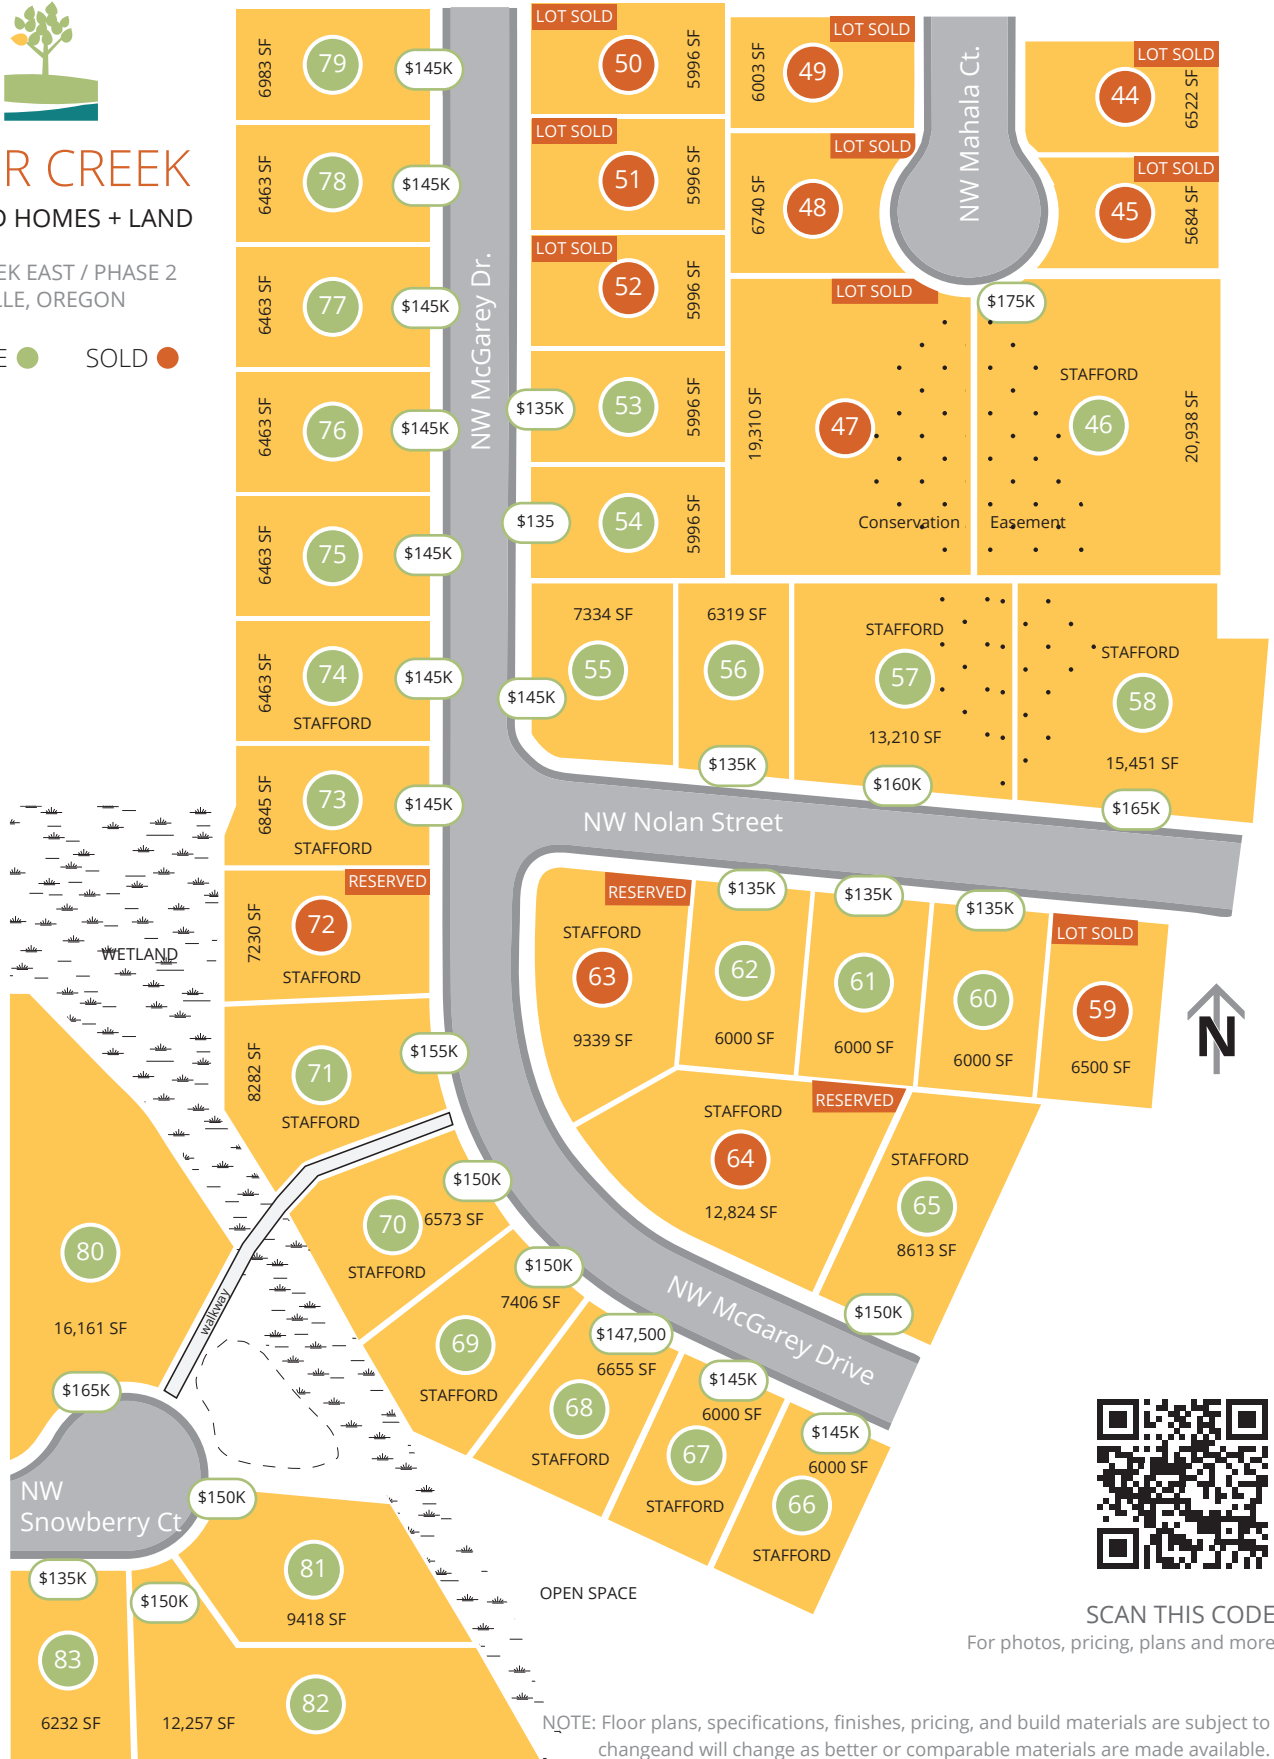 R CREEK
D HOMES + LAND
EK EAST / PHASE 2
LLE, OREGON
E
SOLD
6983 SF
79
$145K
6463 SF
78
$145K
6463 SF
77
$145K
6463 SF
76
$145K
6463 SF
75
$145K
6463 SF
74
STAFFORD
$145K
6845 SF
73
STAFFORD
$145K
RESERVED
7230 SF
72
STAFFORD
8282 SF
71
STAFFORD
$155K
NW McGarey Dr.
LOT SOLD
50
5996 SF
LOT SOLD
51
5996 SF
LOT SOLD
52
5996 SF
$135K
53
5996 SF
$135
54
5996 SF
LOT SOLD
6003 SF
49
LOT SOLD
6740 SF
48
NW Mahala Ct.
LOT SOLD
44
6522 SF
LOT SOLD
45
5684 SF
LOT SOLD
19,310 SF
47
$175K
STAFFORD
46
20,938 SF
Conservation
Easement
7334 SF
55
$145K
6319 SF
56
$135K
STAFFORD
57
13,210 SF
$160K
STAFFORD
58
15,451 SF
$165K
NW Nolan Street
WETLAND
RESERVED
STAFFORD
63
9339 SF
$135K
62
6000 SF
$135K
61
6000 SF
$135K
60
6000 SF
LOT SOLD
59
6500 SF
N
RESERVED
STAFFORD
64
12,824 SF
STAFFORD
65
8613 SF
$150K
NW McGarey Drive
$150K
70
6573 SF
STAFFORD
$150K
7406 SF
69
STAFFORD
$147,500
6655 SF
68
STAFFORD
$145K
6000 SF
67
STAFFORD
$145K
6000 SF
66
STAFFORD
80
16,161 SF
$165K
walkway
NW
Snowberry Ct
$150K
81
9418 SF
$135K
83
6232 SF
$150K
12,257 SF
82
OPEN SPACE
SCAN THIS CODE
For photos, pricing, plans and more
NOTE: Floor plans, specifications, finishes, pricing, and build materials are subject to
changeand will change as better or comparable materials are made available.